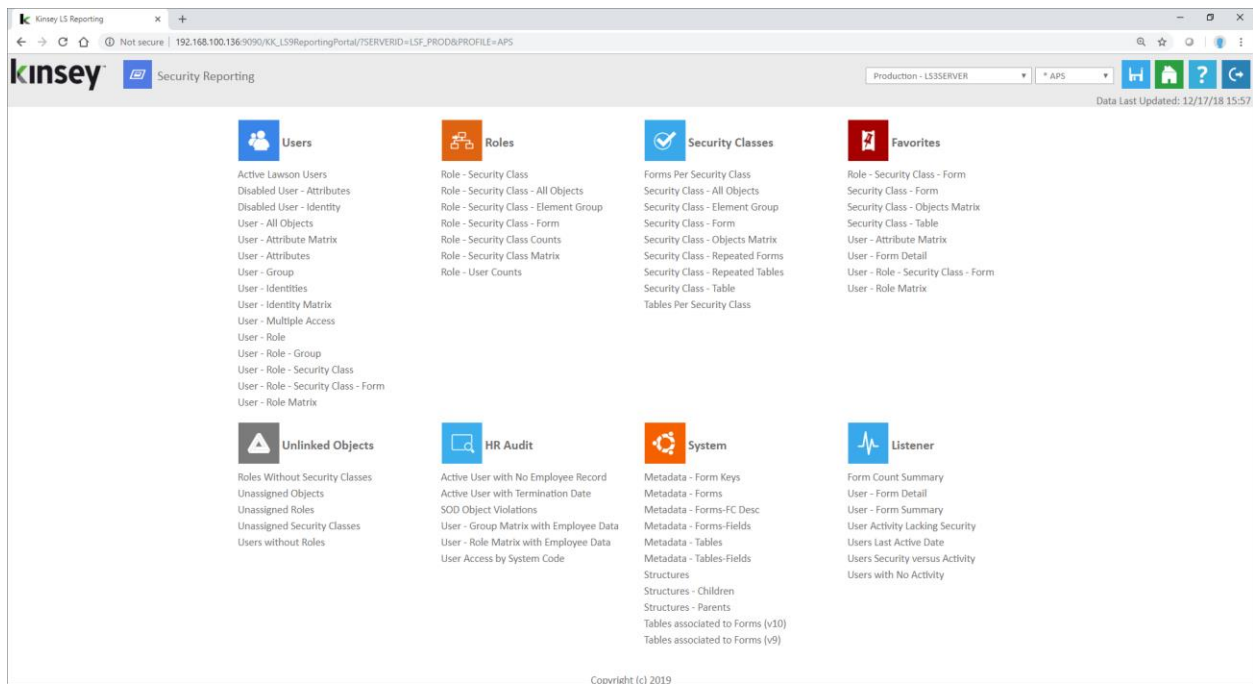 Kinsey LS Reporting
Not secure | 192.168.100.136:9090/KK_LS9ReportingPortal/?SERVERID=LSF_PROD&PROFILE=APS
kinsey Security Reporting Production - LS3SERVER * APS
Data Last Updated: 12/17/18 15:57
Users
Active Lawson Users
Disabled User - Attributes
Disabled User - Identity
User - All Objects
User - Attribute Matrix
User - Attributes
User - Group
User - Identities
User - Identity Matrix
User - Multiple Access
User - Role
User - Role - Group
User - Role - Security Class
User - Role - Security Class - Form
User - Role Matrix
Roles
Role - Security Class
Role - Security Class - All Objects
Role - Security Class - Element Group
Role - Security Class - Form
Role - Security Class Counts
Role - Security Class Matrix
Role - User Counts
Security Classes
Forms Per Security Class
Security Class - All Objects
Security Class - Element Group
Security Class - Form
Security Class - Objects Matrix
Security Class - Repeated Forms
Security Class - Repeated Tables
Security Class - Table
Tables Per Security Class
Favorites
Role - Security Class - Form
Security Class - Form
Security Class - Objects Matrix
Security Class - Table
User - Attribute Matrix
User - Form Detail
User - Role - Security Class - Form
User - Role Matrix
Unlinked Objects
Roles Without Security Classes
Unassigned Objects
Unassigned Roles
Unassigned Security Classes
Users without Roles
HR Audit
Active User with No Employee Record
Active User with Termination Date
SOD Object Violations
User - Group Matrix with Employee Data
User - Role Matrix with Employee Data
User Access by System Code
System
Metadata - Form Keys
Metadata - Forms
Metadata - Forms-FC Desc
Metadata - Forms-Fields
Metadata - Tables
Metadata - Tables-Fields
Structures
Structures - Children
Structures - Parents
Tables associated to Forms (v10)
Tables associated to Forms (v9)
Listener
Form Count Summary
User - Form Detail
User - Form Summary
User Activity Lacking Security
Users Last Active Date
Users Security versus Activity
Users with No Activity
Copyright (c) 2019